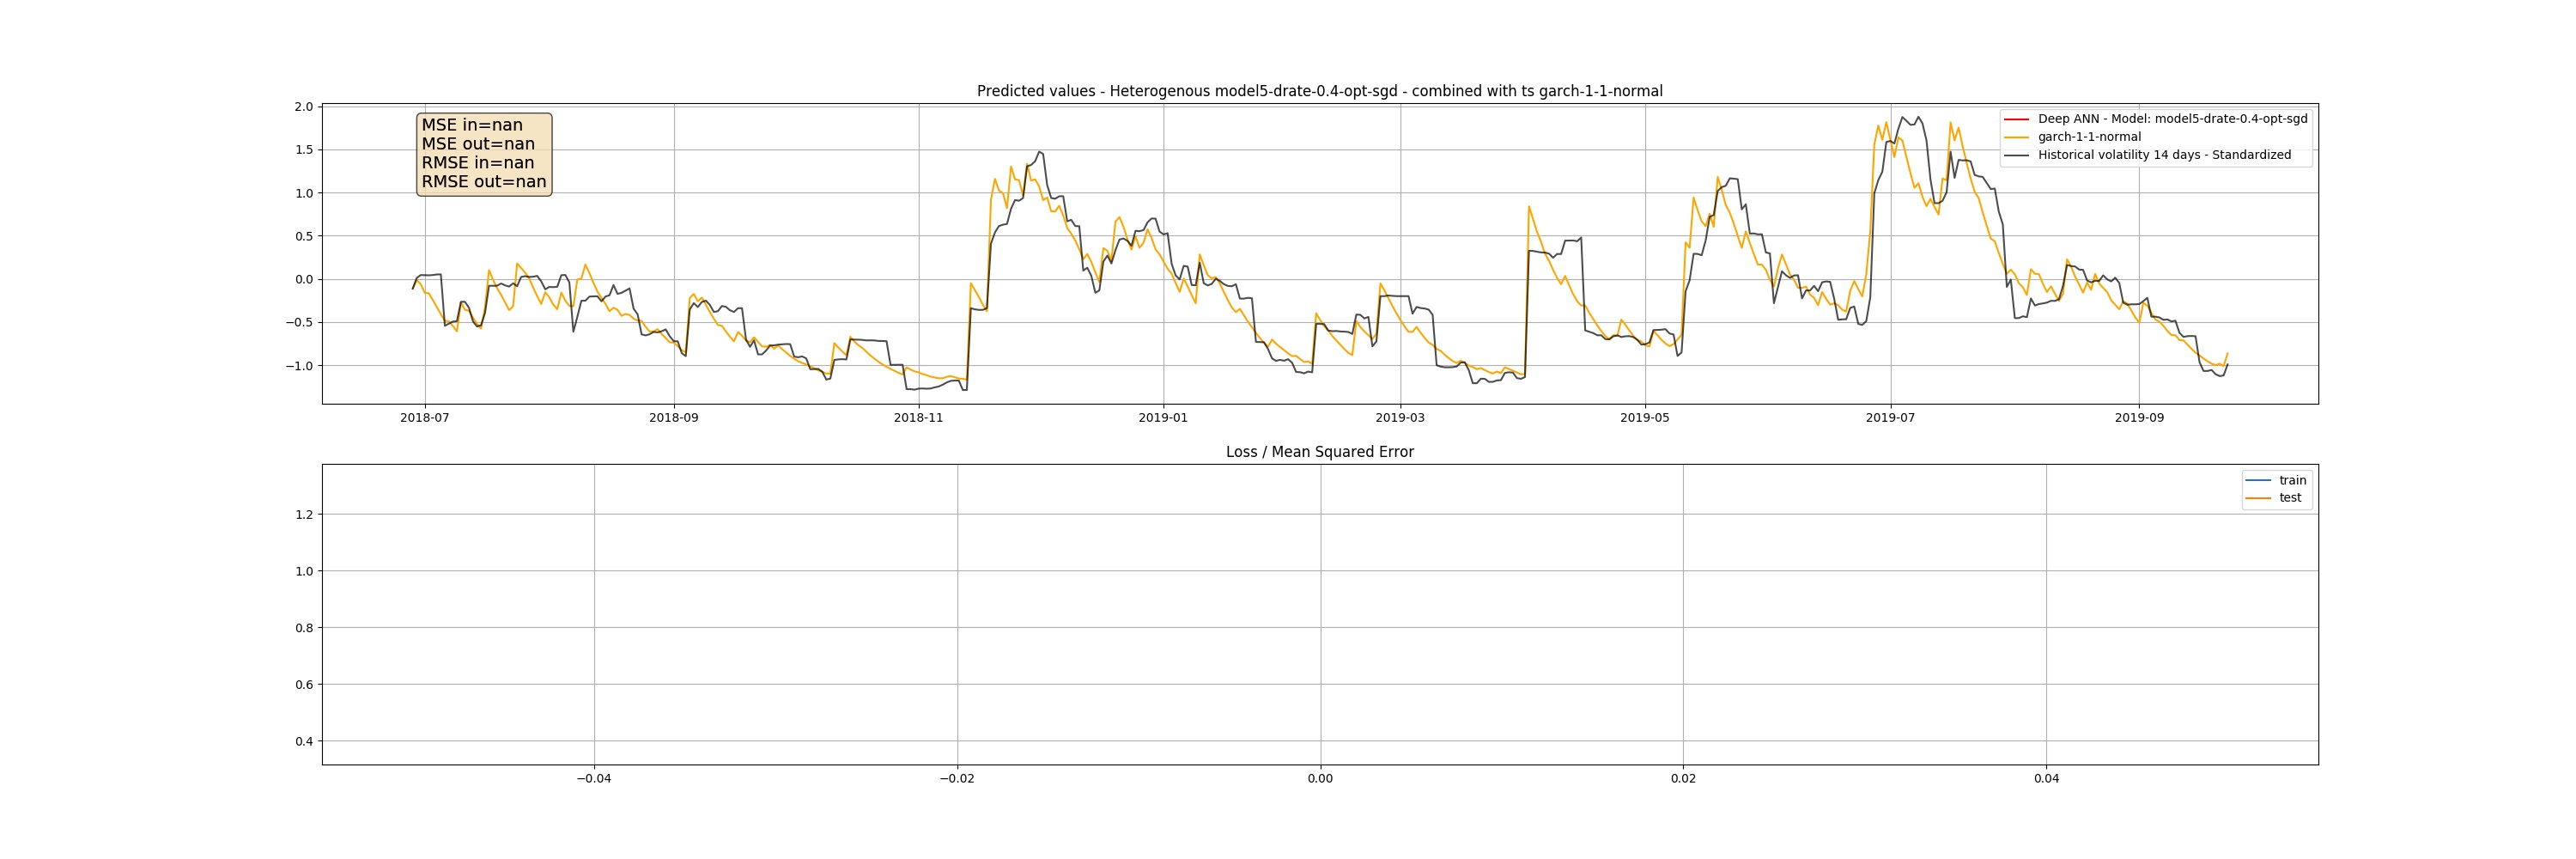 Predicted values - Heterogenous model5-drate-0.4-opt-sgd - combined with ts garch-1-1-normal
2.0
1.5
1.0
0.5
0.0
−0.5
−1.0
MSE in=nan
MSE out=nan
RMSE in=nan
RMSE out=nan
Deep ANN - Model: model5-drate-0.4-opt-sgd
garch-1-1-normal
Historical volatility 14 days - Standardized
2018-07 2018-09 2018-11 2019-01 2019-03 2019-05 2019-07 2019-09
Loss / Mean Squared Error
1.2
1.0
0.8
0.6
0.4
train
test
−0.04 −0.02 0.00 0.02 0.04